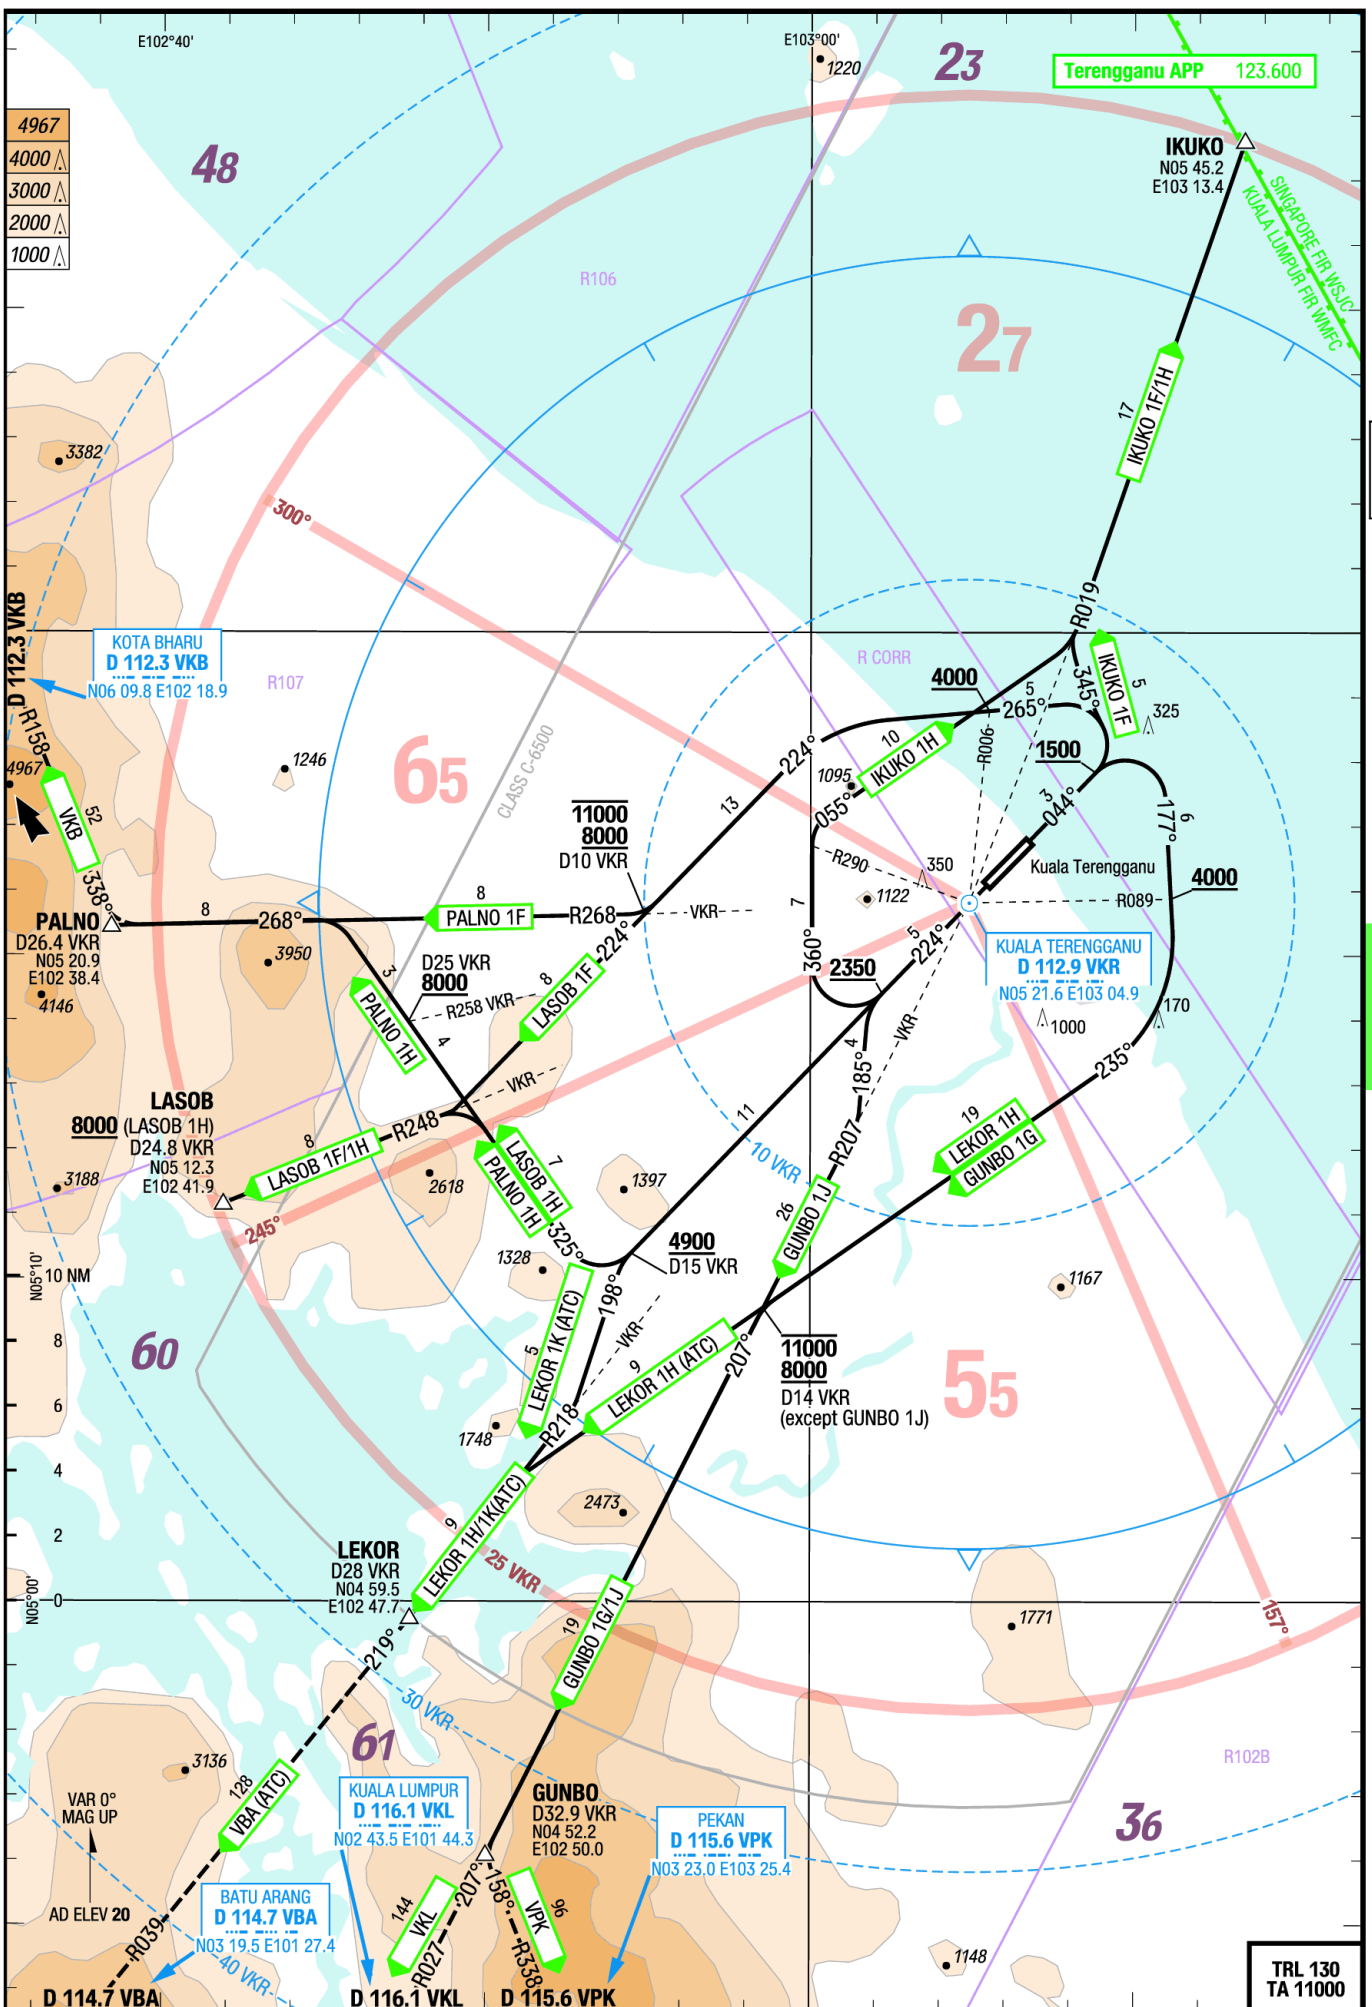 E102°40'
E103°00'
1220
23
Terengganu APP 123.600
4967
4000
3000
2000
1000
48
IKUKO
N05 45.2
E103 13.4
SINGAPORE FIR WSJC
KUALA LUMPUR FIR WMFC
R106
27
17
IKUKO 1F/1H
3382
300°
R019
D 112.3 VKB
KOTA BHARU
D 112.3 VKB
N06 09.8 E102 18.9
R107
R CORR
4000
5
265°
345°
IKUKO 1F
5
325
R158
4967
VKB
52
338°
1246
65
CLASS C-6500
224°
10
IKUKO 1H
R006
1500
1095
055°
3
044°
177°
6
13
11000
8000
D10 VKR
R290
350
Kuala Terengganu
1122
4000
R089
PALNO
D26.4 VKR
N05 20.9
E102 38.4
4146
8
268°
8
PALNO 1F
R268
VKR
224°
7
360°
5
224°
2350
KUALA TERENGGANU
D 112.9 VKR
N05 21.6 E103 04.9
3950
3
D25 VKR
8000
R258 VKR
8
LASOB 1F
PALNO 1H
4
VKR
1000
170
235°
4
185°
VKR
LASOB
8000 (LASOB 1H)
D24.8 VKR
N05 12.3
E102 41.9
3188
8
LASOB 1F/1H
R248
11
R207
19
LEKOR 1H
GUNBO 1G
10 VKR
245°
2618
7
LASOB 1H
PALNO 1H
325°
1397
26
GUNBO 1J
1328
4900
D15 VKR
N05°10'
10 NM
8
6
4
2
0
N05°00'
1167
198°
5
LEKOR 1K (ATC)
VKR
60
9
LEKOR 1H (ATC)
207°
11000
8000
D14 VKR
(except GUNBO 1J)
55
R218
1748
2473
9
LEKOR 1H/1K(ATC)
25 VKR
LEKOR
D28 VKR
N04 59.5
E102 47.7
19
GUNBO 1G/1J
1771
157°
219°
30 VKR
61
R102B
3136
VAR 0°
MAG UP
128
VBA (ATC)
KUALA LUMPUR
D 116.1 VKL
N02 43.5 E101 44.3
GUNBO
D32.9 VKR
N04 52.2
E102 50.0
PEKAN
D 115.6 VPK
N03 23.0 E103 25.4
36
AD ELEV 20
BATU ARANG
D 114.7 VBA
N03 19.5 E101 27.4
144
VKL
207°
158°
VPK
96
R039
40 VKR
R027
R338
1148
D 114.7 VBA
D 116.1 VKL
D 115.6 VPK
TRL 130
TA 11000